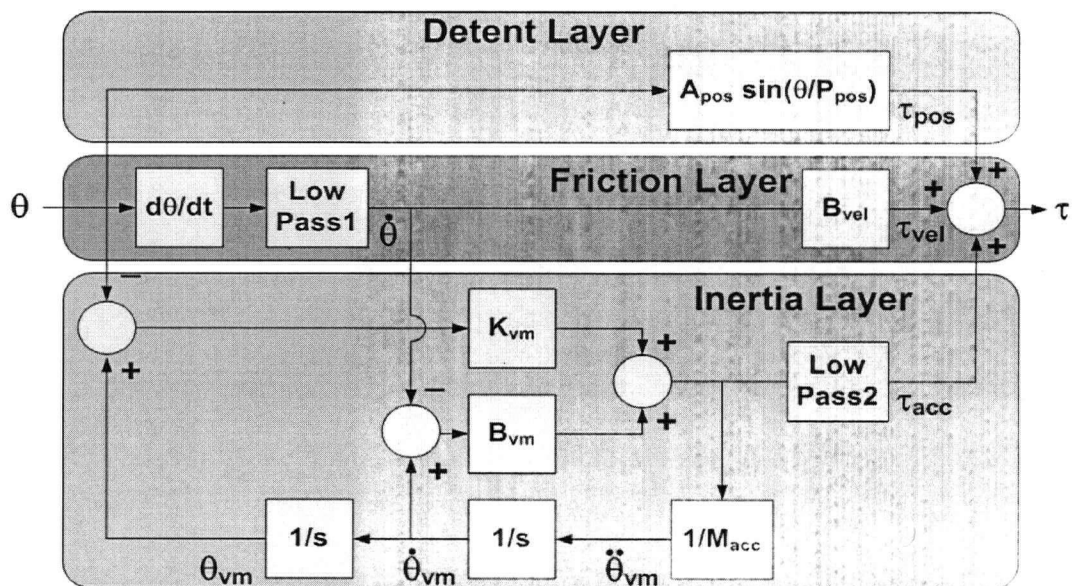 Detent Layer
A_pos sin(θ/P_pos)
τ_pos
Friction Layer
θ
dθ/dt
Low
Pass1
θ̇
B_vel
τ_vel
+
+
+
τ
Inertia Layer
−
+
K_vm
+
+
Low
Pass2
τ_acc
−
+
B_vm
θ_vm
1/s
θ̇_vm
1/s
θ̈_vm
1/M_acc